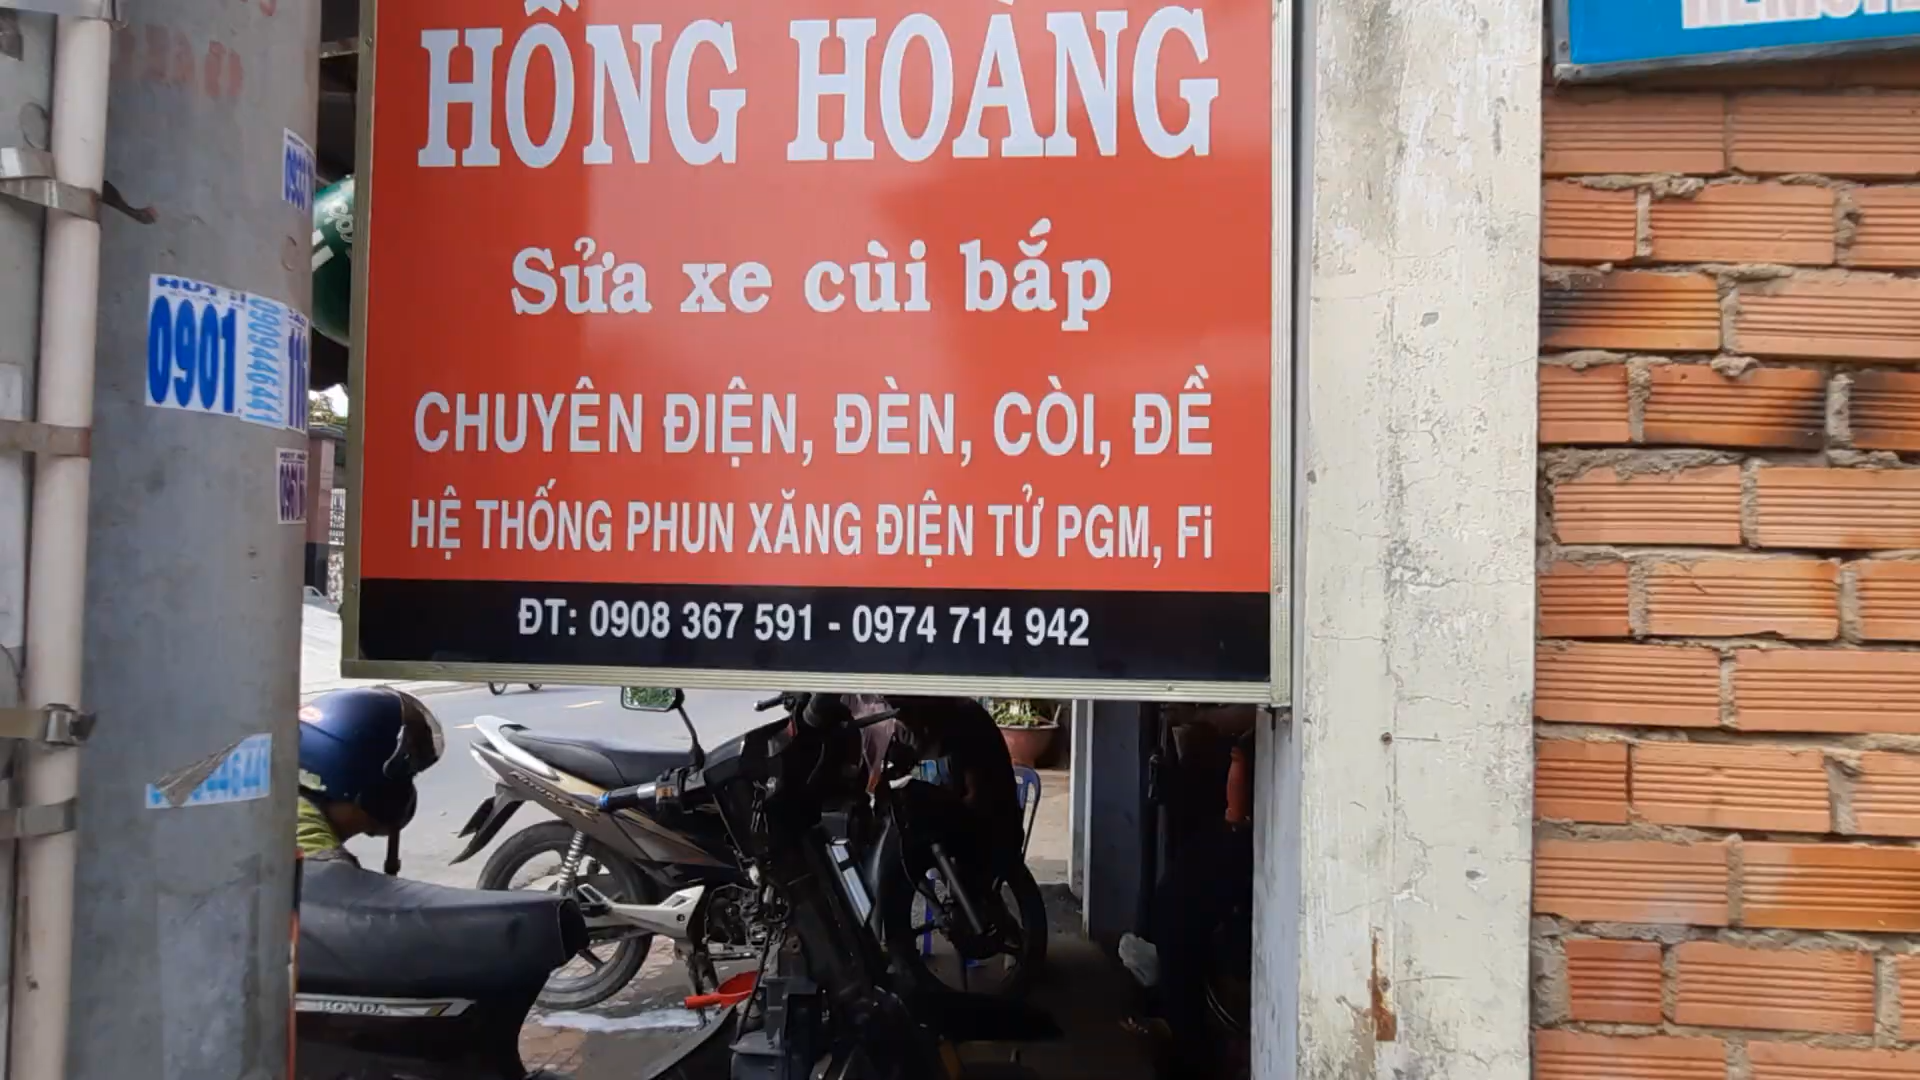 HỒNG HOÀNG
Sửa xe cùi bắp
CHUYÊN ĐIỆN, ĐÈN, CÒI, ĐỀ
HỆ THỐNG PHUN XĂNG ĐIỆN TỬ PGM, Fi
ĐT: 0908 367 591 - 0974 714 942
0901
0909446441
HONDA